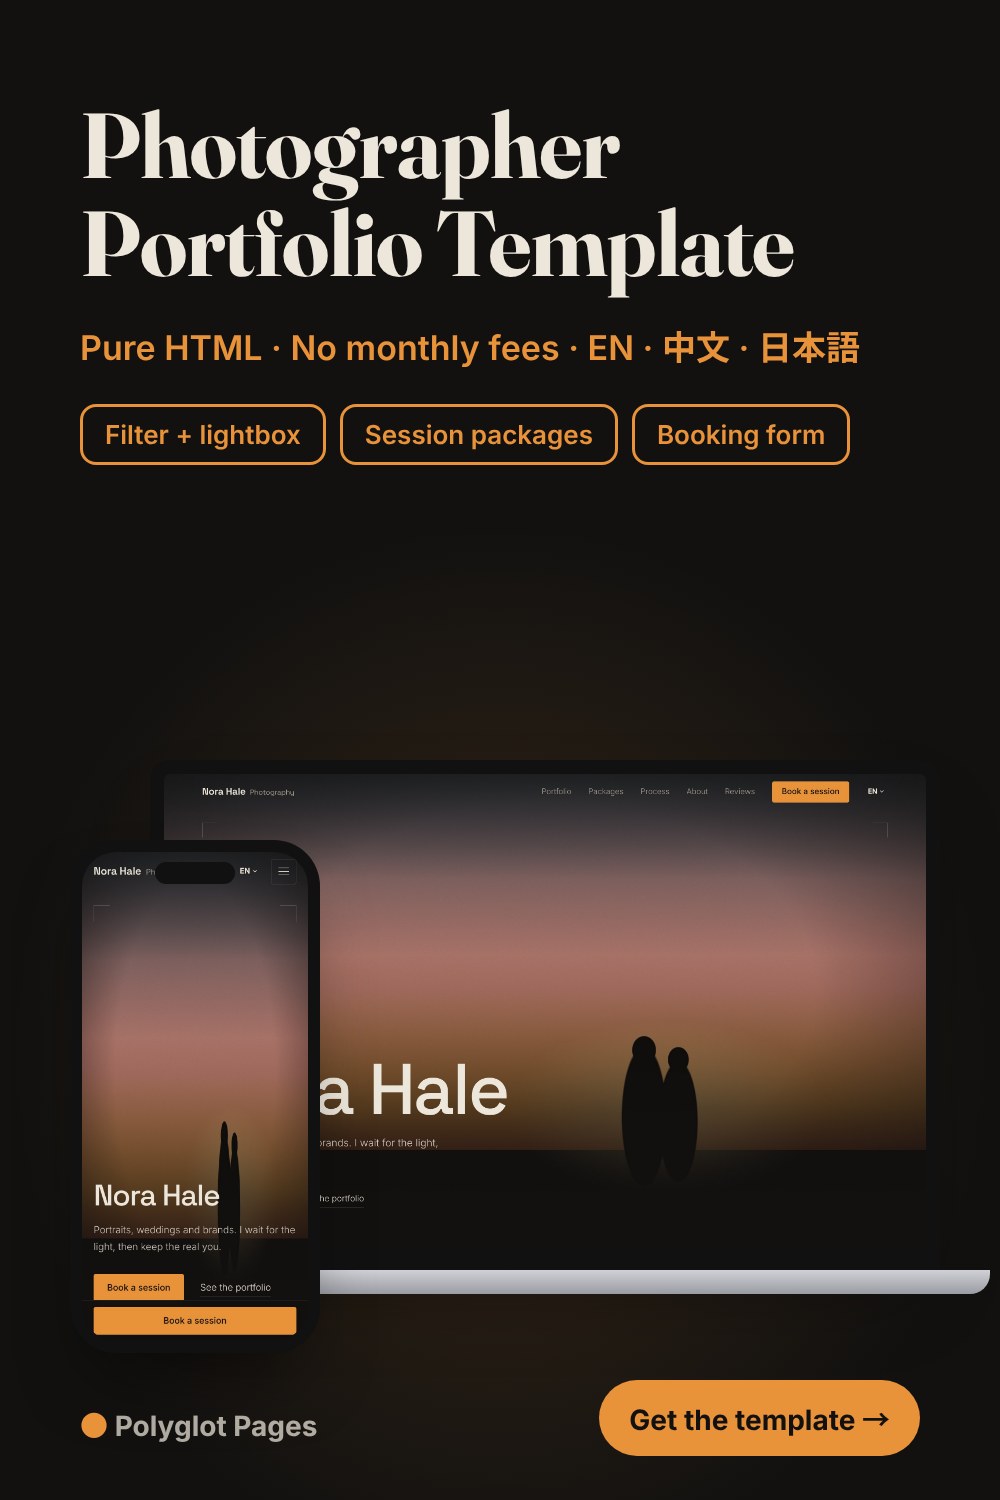 Photographer
Portfolio Template
Pure HTML · No monthly fees · EN · 中文 · 日本語
Filter + lightbox
Session packages
Booking form
Nora Hale Photography
Portfolio
Packages
Process
About
Reviews
Book a session
EN
a Hale
brands. I wait for the light,
he portfolio
Nora Hale Ph
EN
Nora Hale
Portraits, weddings and brands. I wait for the
light, then keep the real you.
Book a session
See the portfolio
Book a session
Polyglot Pages
Get the template →